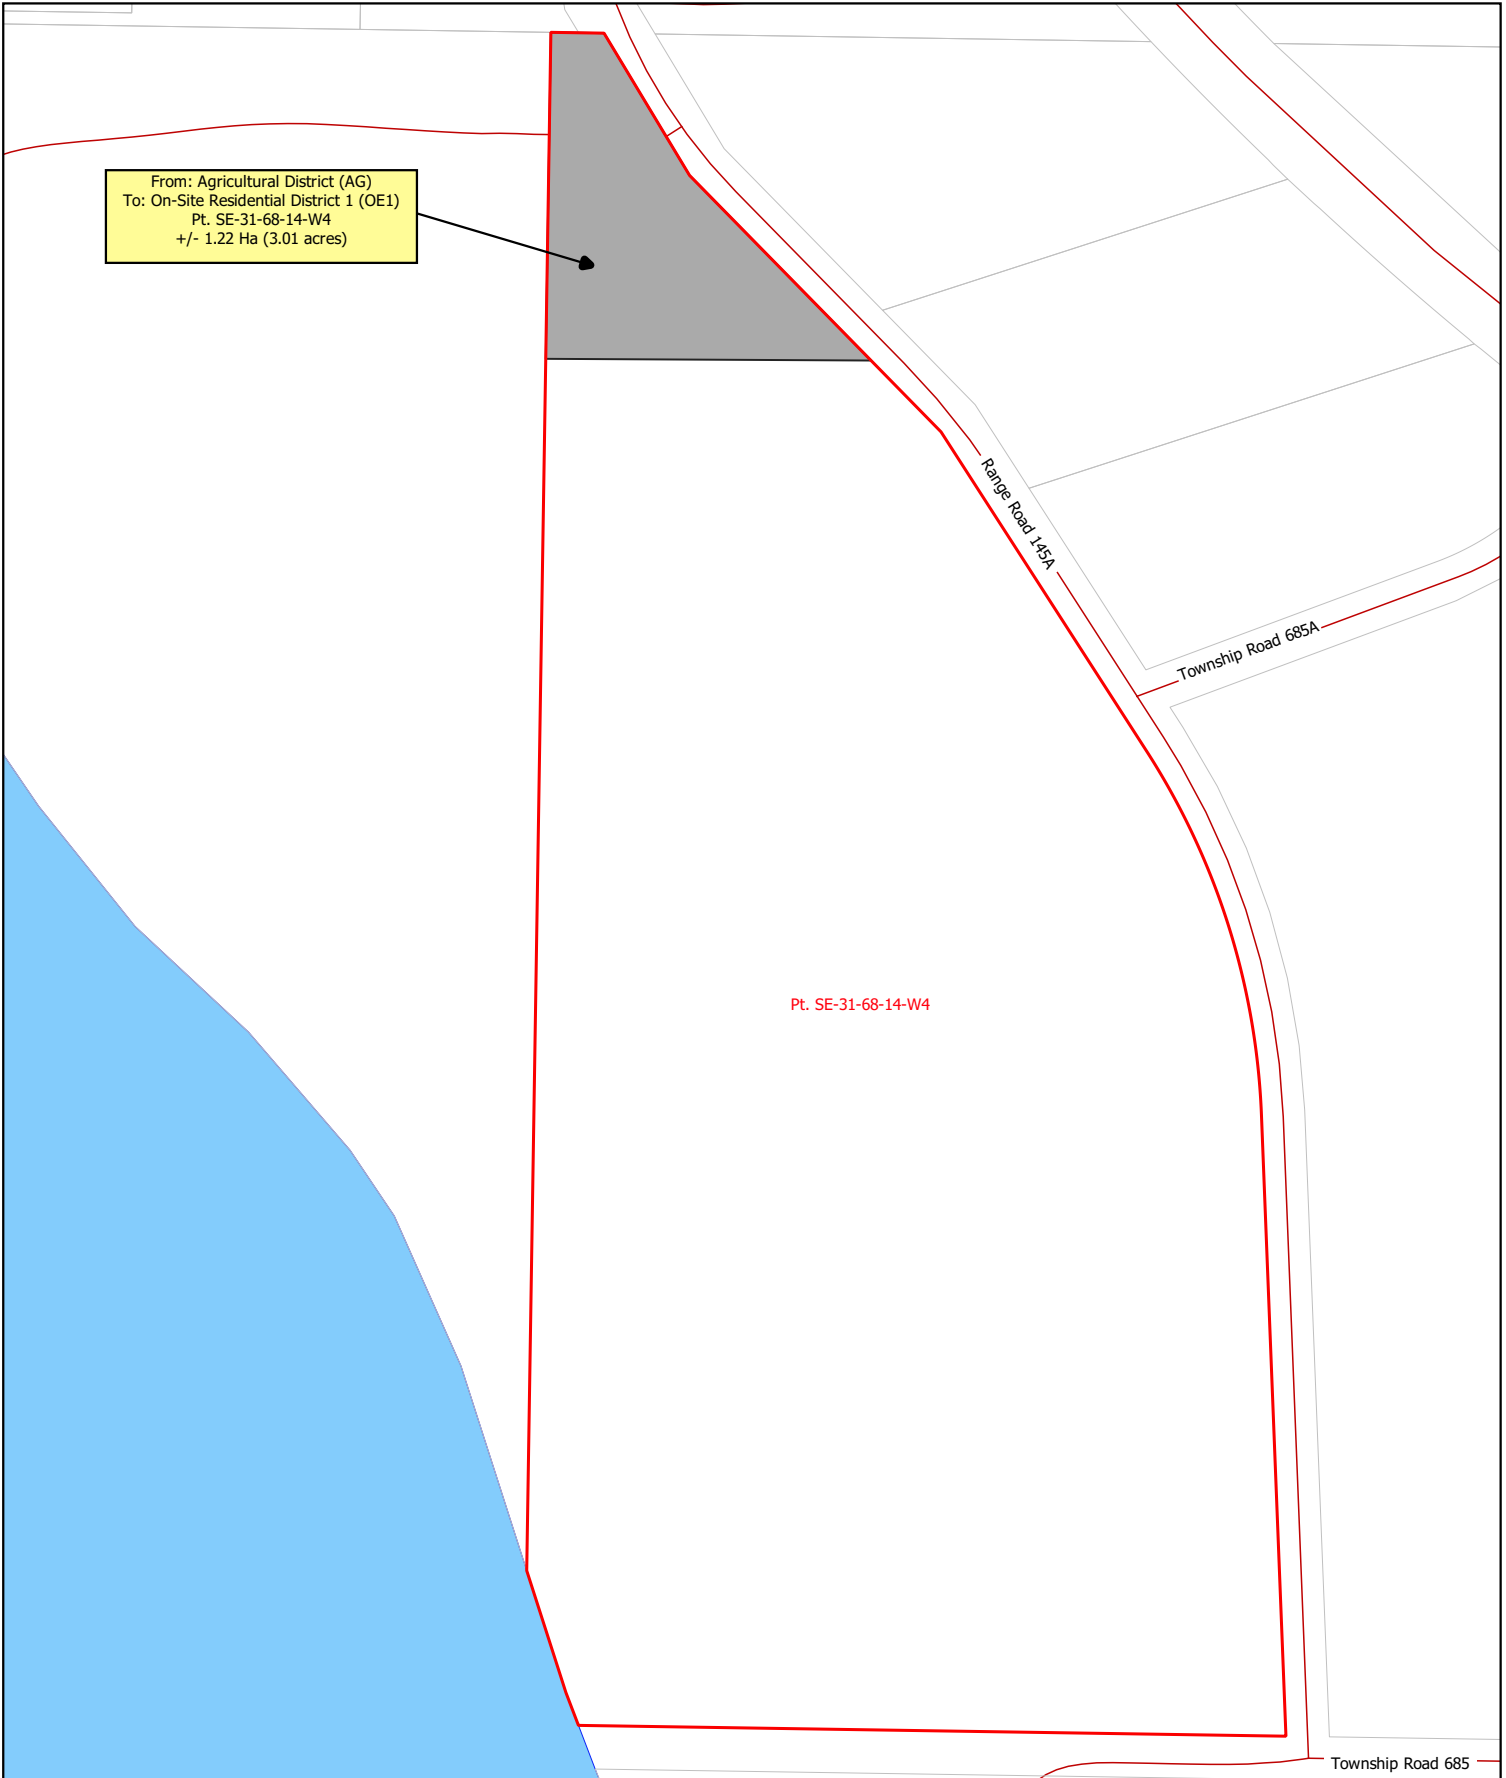 From: Agricultural District (AG)
To: On-Site Residential District 1 (OE1)
Pt. SE-31-68-14-W4
+/- 1.22 Ha (3.01 acres)
Range Road 145A
Township Road 685A
Pt. SE-31-68-14-W4
Township Road 685